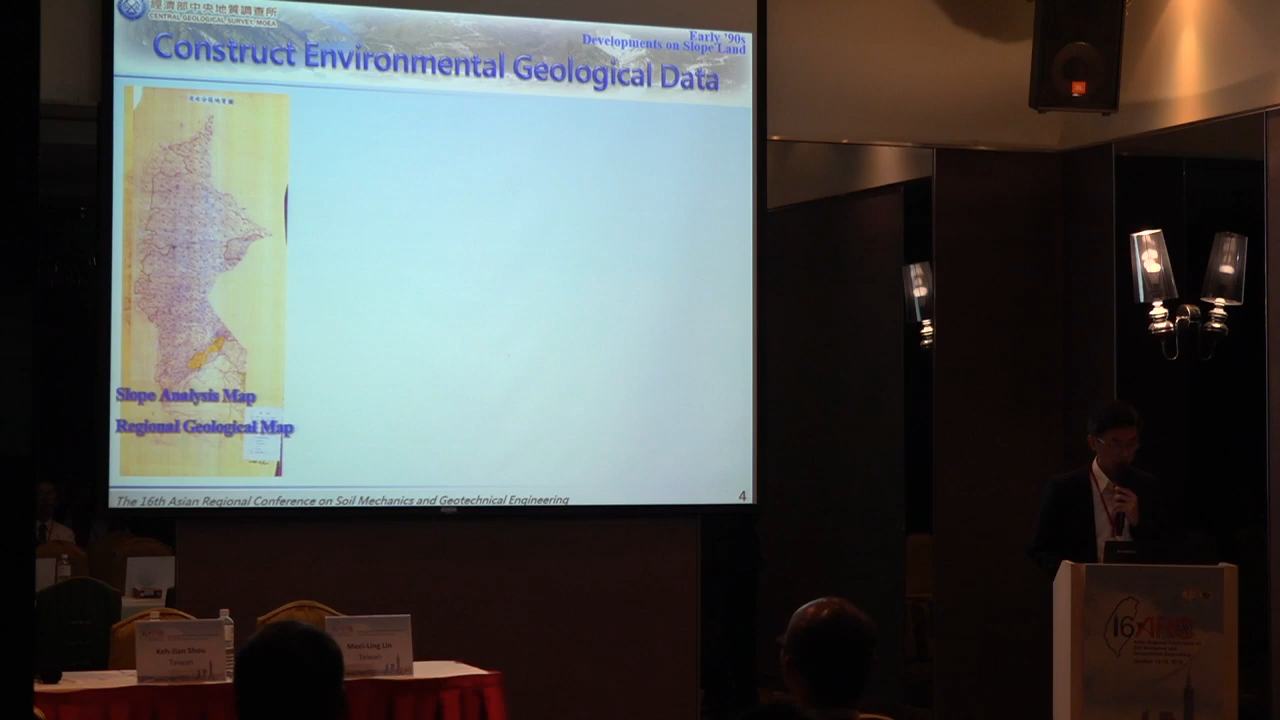 經濟部中央地質調查所
CENTRAL GEOLOGICAL SURVEY, MOEA
Early '90s
Developments on Slope Land
Construct Environmental Geological Data
Slope Analysis Map
Regional Geological Map
The 16th Asian Regional Conference on Soil Mechanics and Geotechnical Engineering
4
Keh-Jian Shou
Taiwan
Meei-Ling Lin
Taiwan
JBL
16ARC